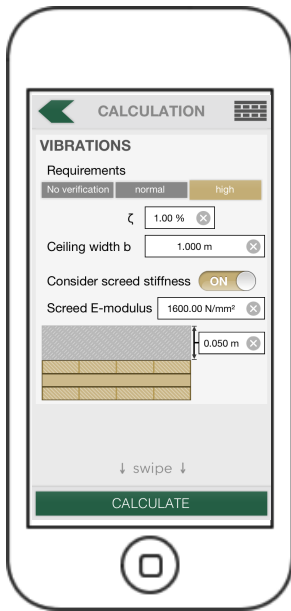 CALCULATION
VIBRATIONS
Requirements
No verification normal high
ζ 1.00 %
Ceiling width b 1.000 m
Consider screed stiffness ON
Screed E-modulus 1600.00 N/mm²
0.050 m
↓ swipe ↓
CALCULATE